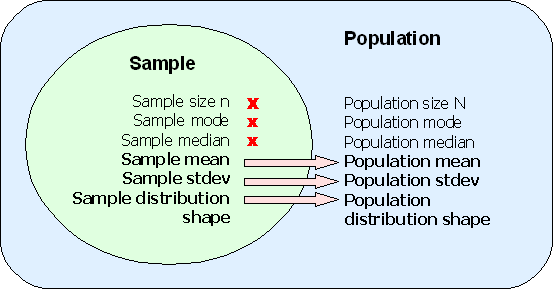 Population
Sample
Sample size n x Population size N
Sample mode x Population mode
Sample median x Population median
Sample mean Population mean
Sample stdev Population stdev
Sample distribution Population
shape distribution shape